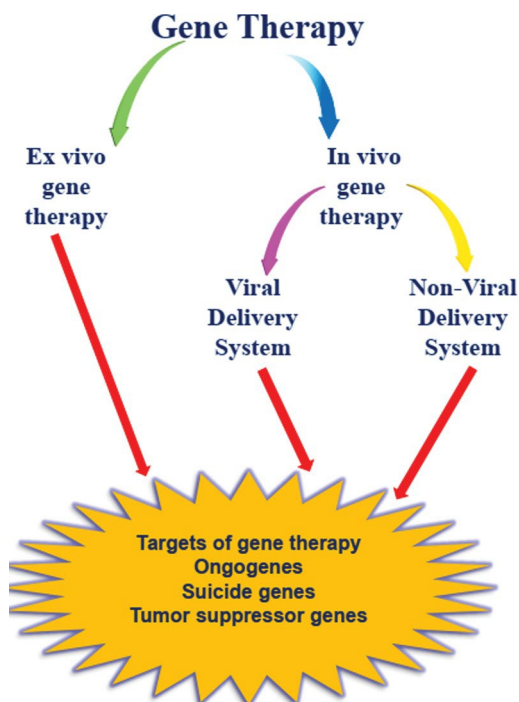 Gene Therapy
Ex vivo
gene
therapy
In vivo
gene
therapy
Viral
Delivery
System
Non-Viral
Delivery
System
Targets of gene therapy
Ongogenes
Suicide genes
Tumor suppressor genes